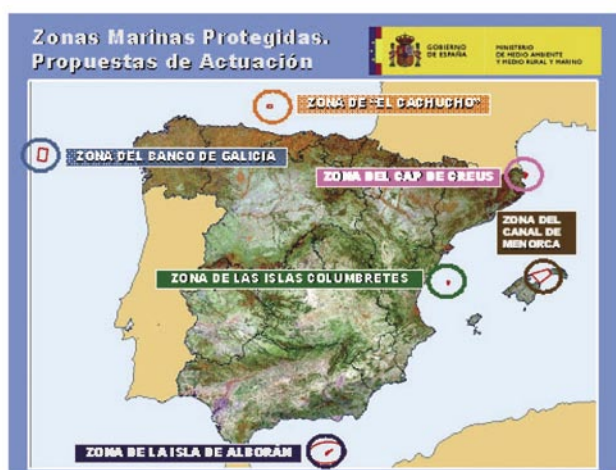 Zonas Marinas Protegidas.
Propuestas de Actuación
GOBIERNO
DE ESPAÑA
MINISTERIO
DE MEDIO AMBIENTE
Y MEDIO RURAL Y MARINO
ZONA DE "EL CACHUCHO"
ZONA DEL BANCO DE GALICIA
ZONA DEL CAP DE CREUS
ZONA DEL
CANAL DE
MENORCA
ZONA DE LAS ISLAS COLUMBRETES
ZONA DE LA ISLA DE ALBORÁN